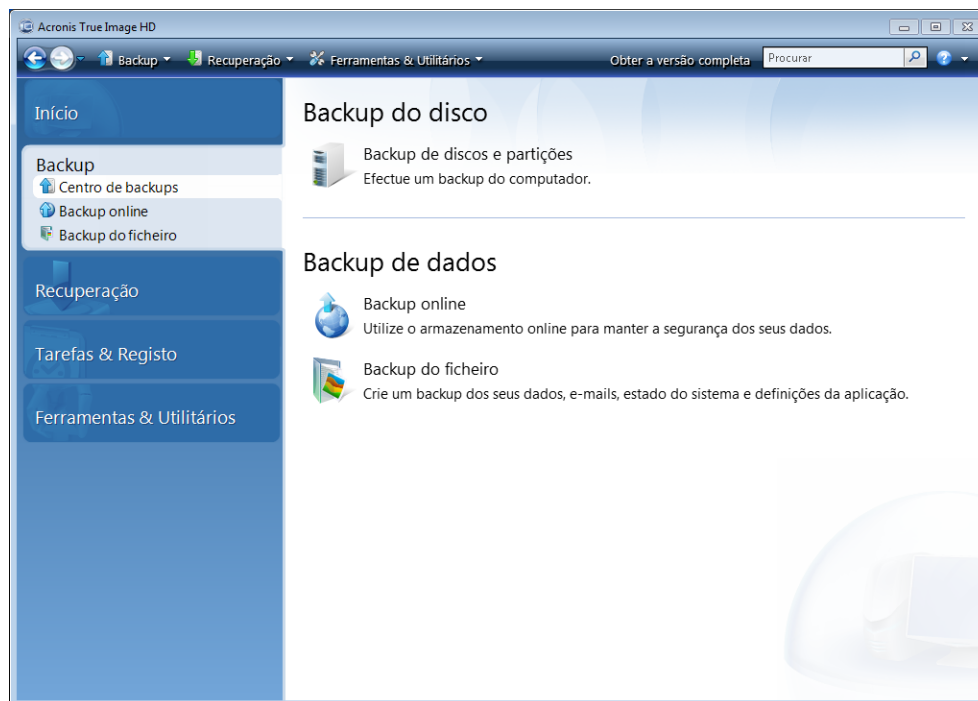 Acronis True Image HD
Backup
Recuperação
Ferramentas & Utilitários
Obter a versão completa
Procurar
Início
Backup
Centro de backups
Backup online
Backup do ficheiro
Recuperação
Tarefas & Registo
Ferramentas & Utilitários
Backup do disco
Backup de discos e partições
Efectue um backup do computador.
Backup de dados
Backup online
Utilize o armazenamento online para manter a segurança dos seus dados.
Backup do ficheiro
Crie um backup dos seus dados, e-mails, estado do sistema e definições da aplicação.